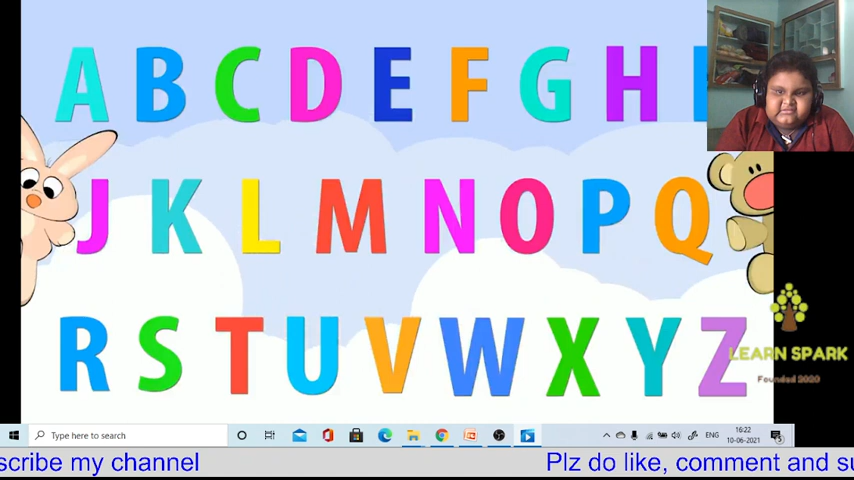 A B C D E F G H
J K L M N O P Q
R S T U V W X Y Z
LEARN SPARK
Founded 2020
Type here to search
ENG
16:22
10-06-2021
scribe my channel
Plz do like, comment and su